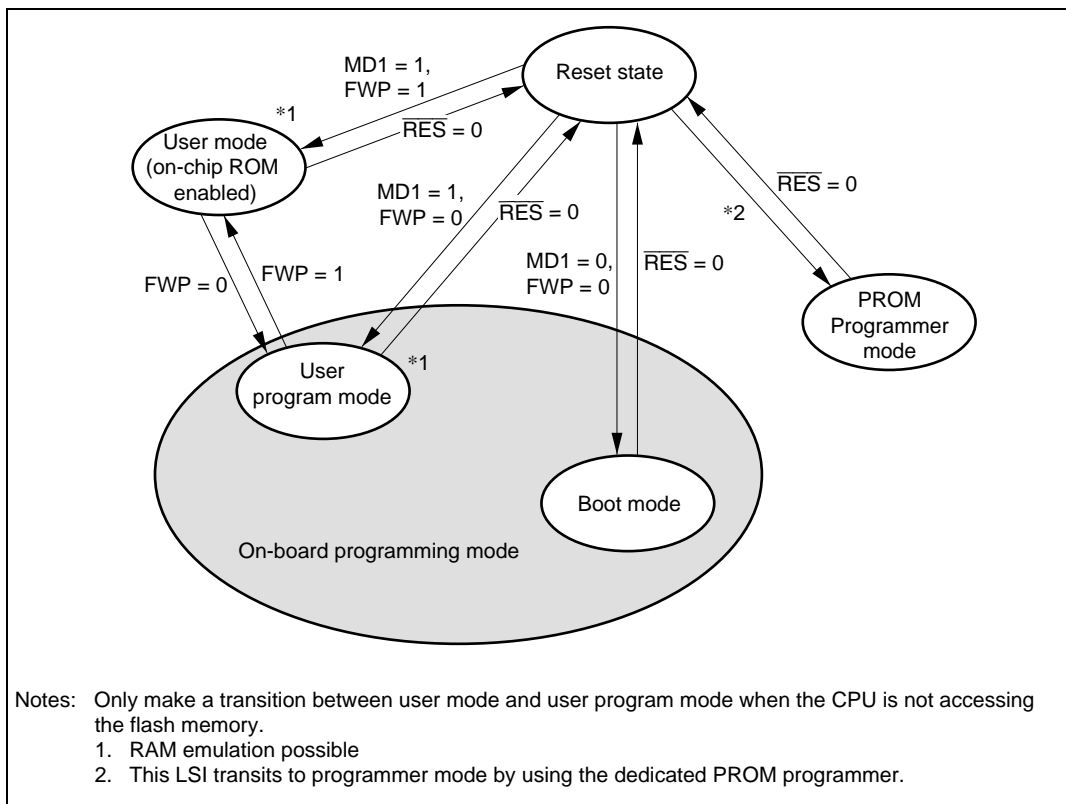 Reset state
MD1 = 1,
FWP = 1
RES = 0
*1
User mode
(on-chip ROM
enabled)
MD1 = 1,
FWP = 0
RES = 0
RES = 0
*2
MD1 = 0,
FWP = 0
RES = 0
FWP = 0
FWP = 1
PROM
Programmer
mode
User
program mode
*1
Boot mode
On-board programming mode
Notes: Only make a transition between user mode and user program mode when the CPU is not accessing
the flash memory.
1. RAM emulation possible
2. This LSI transits to programmer mode by using the dedicated PROM programmer.